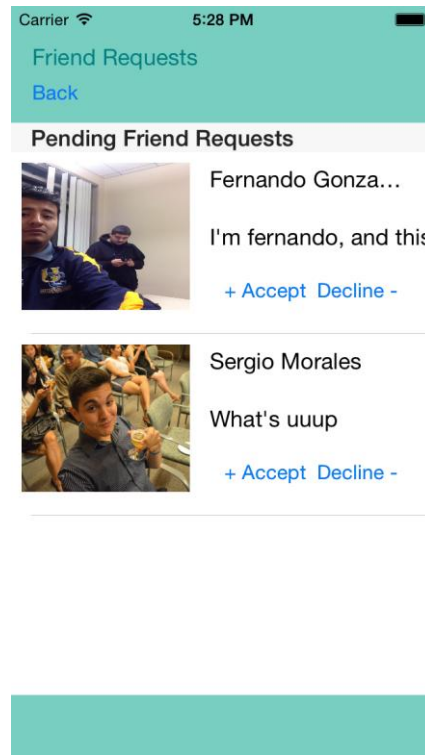 Carrier 5:28 PM
Friend Requests
Back
Pending Friend Requests
Fernando Gonza...
I'm fernando, and this
+ Accept Decline -
Sergio Morales
What's uuup
+ Accept Decline -